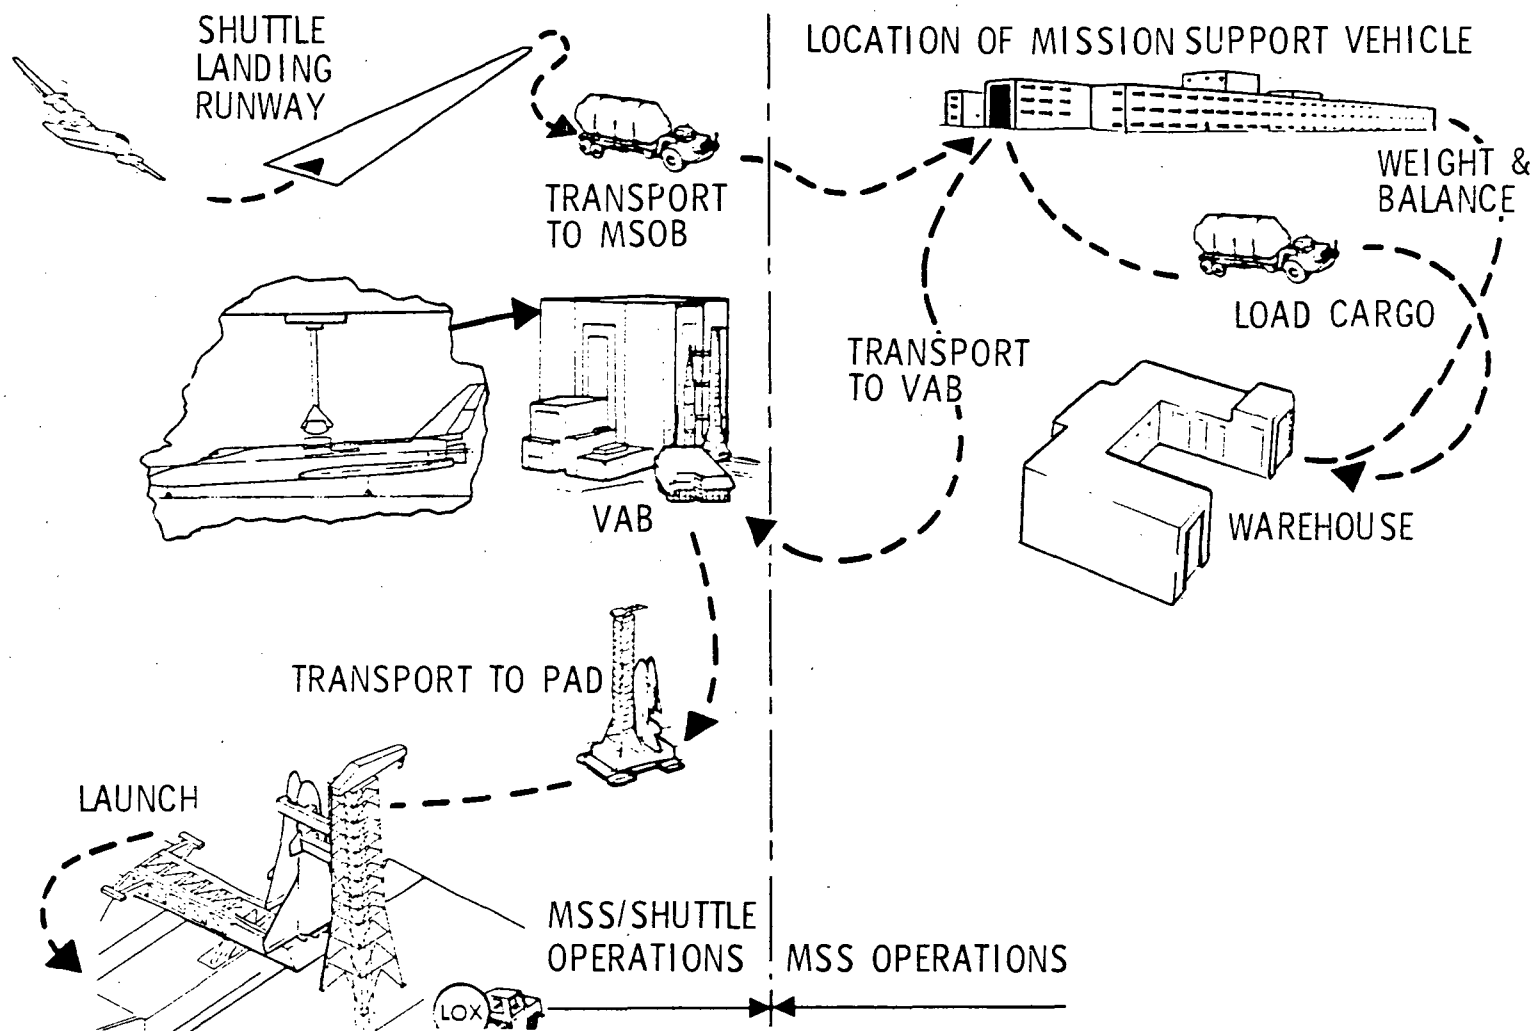 SHUTTLE
LANDING
RUNWAY
TRANSPORT
TO MSOB
LOCATION OF MISSION SUPPORT VEHICLE
WEIGHT &
BALANCE
LOAD CARGO
TRANSPORT
TO VAB
WAREHOUSE
VAB
TRANSPORT TO PAD
LAUNCH
MSS/SHUTTLE
OPERATIONS
MSS OPERATIONS
LOX